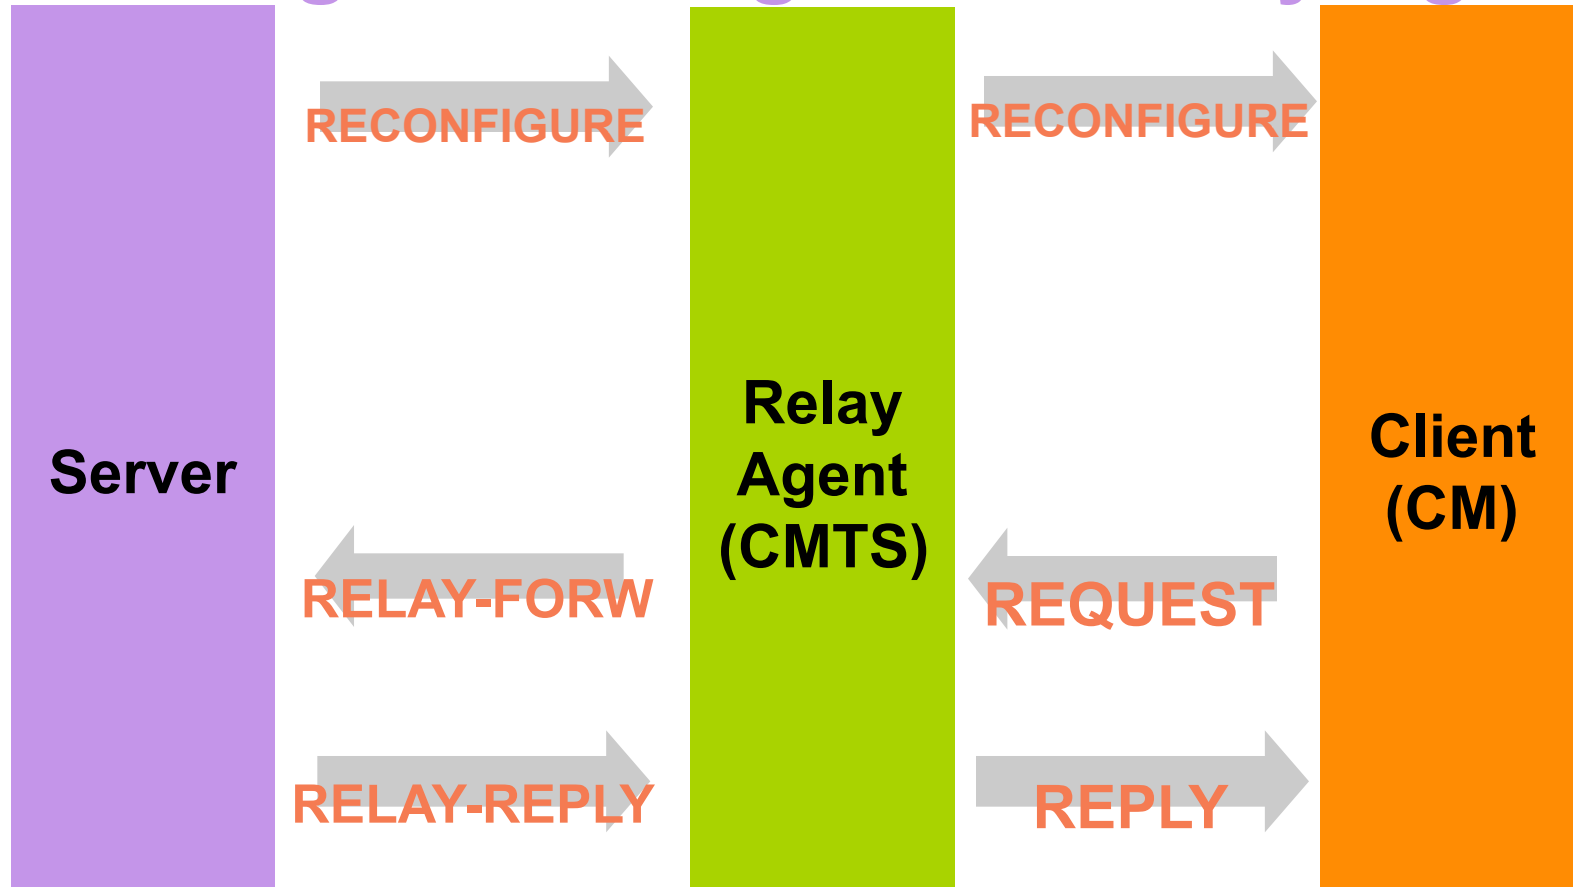 RECONFIGURE
RECONFIGURE
Server
Relay
Agent
(CMTS)
Client
(CM)
RELAY-FORW
REQUEST
RELAY-REPLY
REPLY